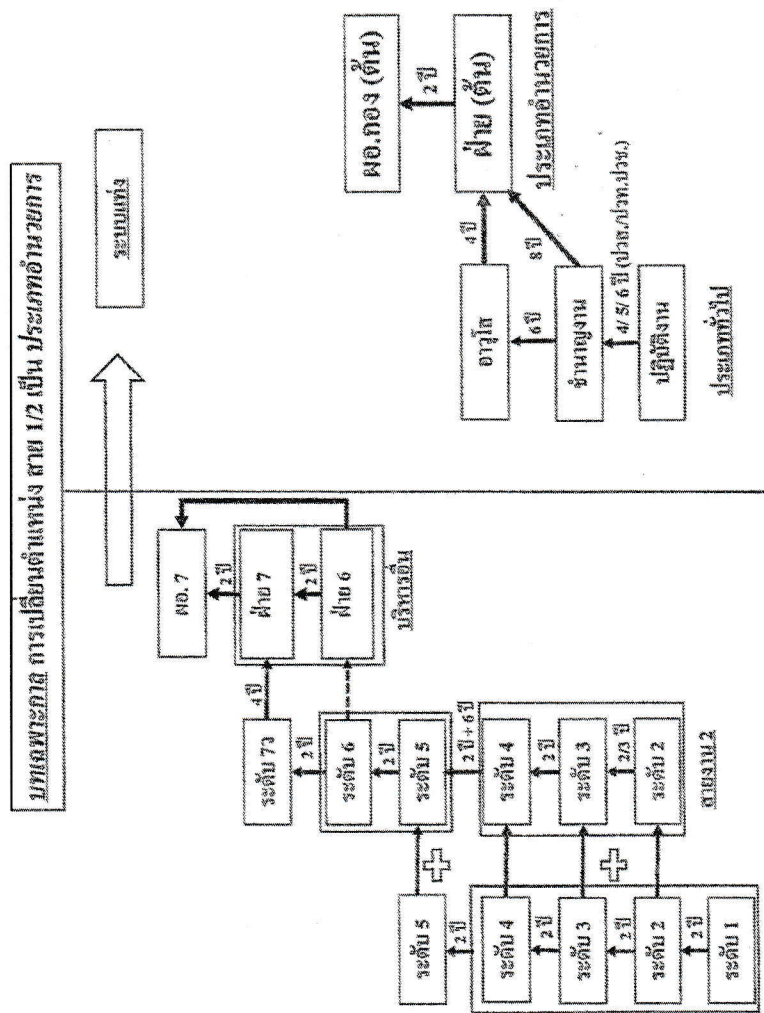 บทเฉพาะกาล การเปลี่ยนตำแหน่ง สาย 1/2 เป็น ประเภทอำนวยการ
ระบบแท่ง
ผอ. 7
2 ปี
ฝ่าย 7
2 ปี
ฝ่าย 6
บริหารอื่น
4 ปี
ระดับ 7ว
2 ปี
ระดับ 6
2 ปี
ระดับ 5
2 ปี + 6 ปี
ระดับ 4
2 ปี
ระดับ 3
2/3 ปี
ระดับ 2
สายงาน 2
ระดับ 5
2 ปี
ระดับ 4
2 ปี
ระดับ 3
2 ปี
ระดับ 2
2 ปี
ระดับ 1
ผอ.กอง (ต้น)
2 ปี
ฝ่าย (ต้น)
ประเภทอำนวยการ
4 ปี
8 ปี
อาวุโส
6 ปี
ชำนาญงาน
4/ 5/ 6 ปี (ปวส./ปวท.ปวช.)
ปฏิบัติงาน
ประเภททั่วไป